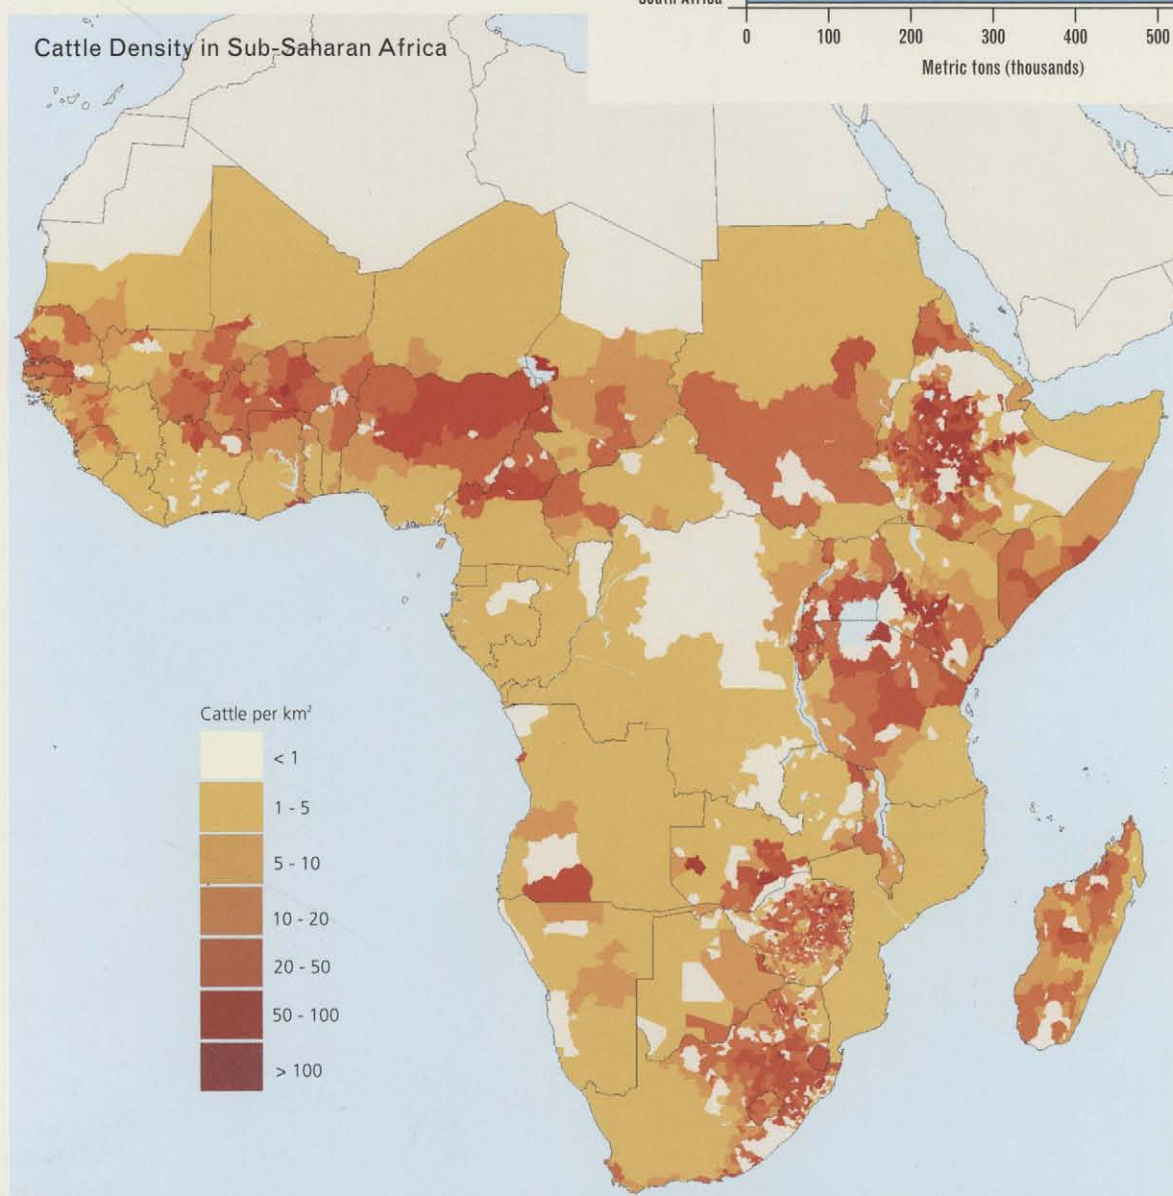 South Africa
0 100 200 300 400 500
Metric tons (thousands)
Cattle Density in Sub-Saharan Africa
Cattle per km²
< 1
1 - 5
5 - 10
10 - 20
20 - 50
50 - 100
> 100